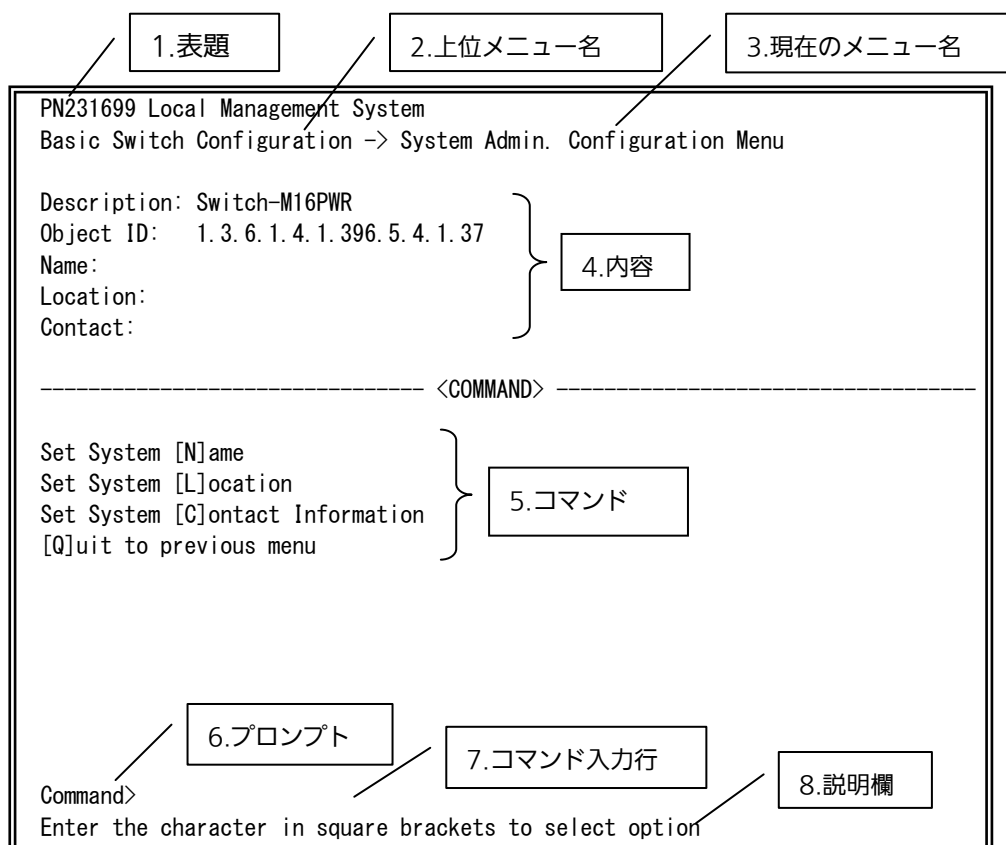 1.表題
2.上位メニュー名
3.現在のメニュー名
PN231699 Local Management System
Basic Switch Configuration -> System Admin. Configuration Menu
Description: Switch-M16PWR
Object ID: 1.3.6.1.4.1.396.5.4.1.37
Name:
Location:
Contact:
4.内容
-------------------------------- <COMMAND> -----------------------------------
Set System [N]ame
Set System [L]ocation
Set System [C]ontact Information
[Q]uit to previous menu
5.コマンド
6.プロンプト
7.コマンド入力行
8.説明欄
Command>
Enter the character in square brackets to select option